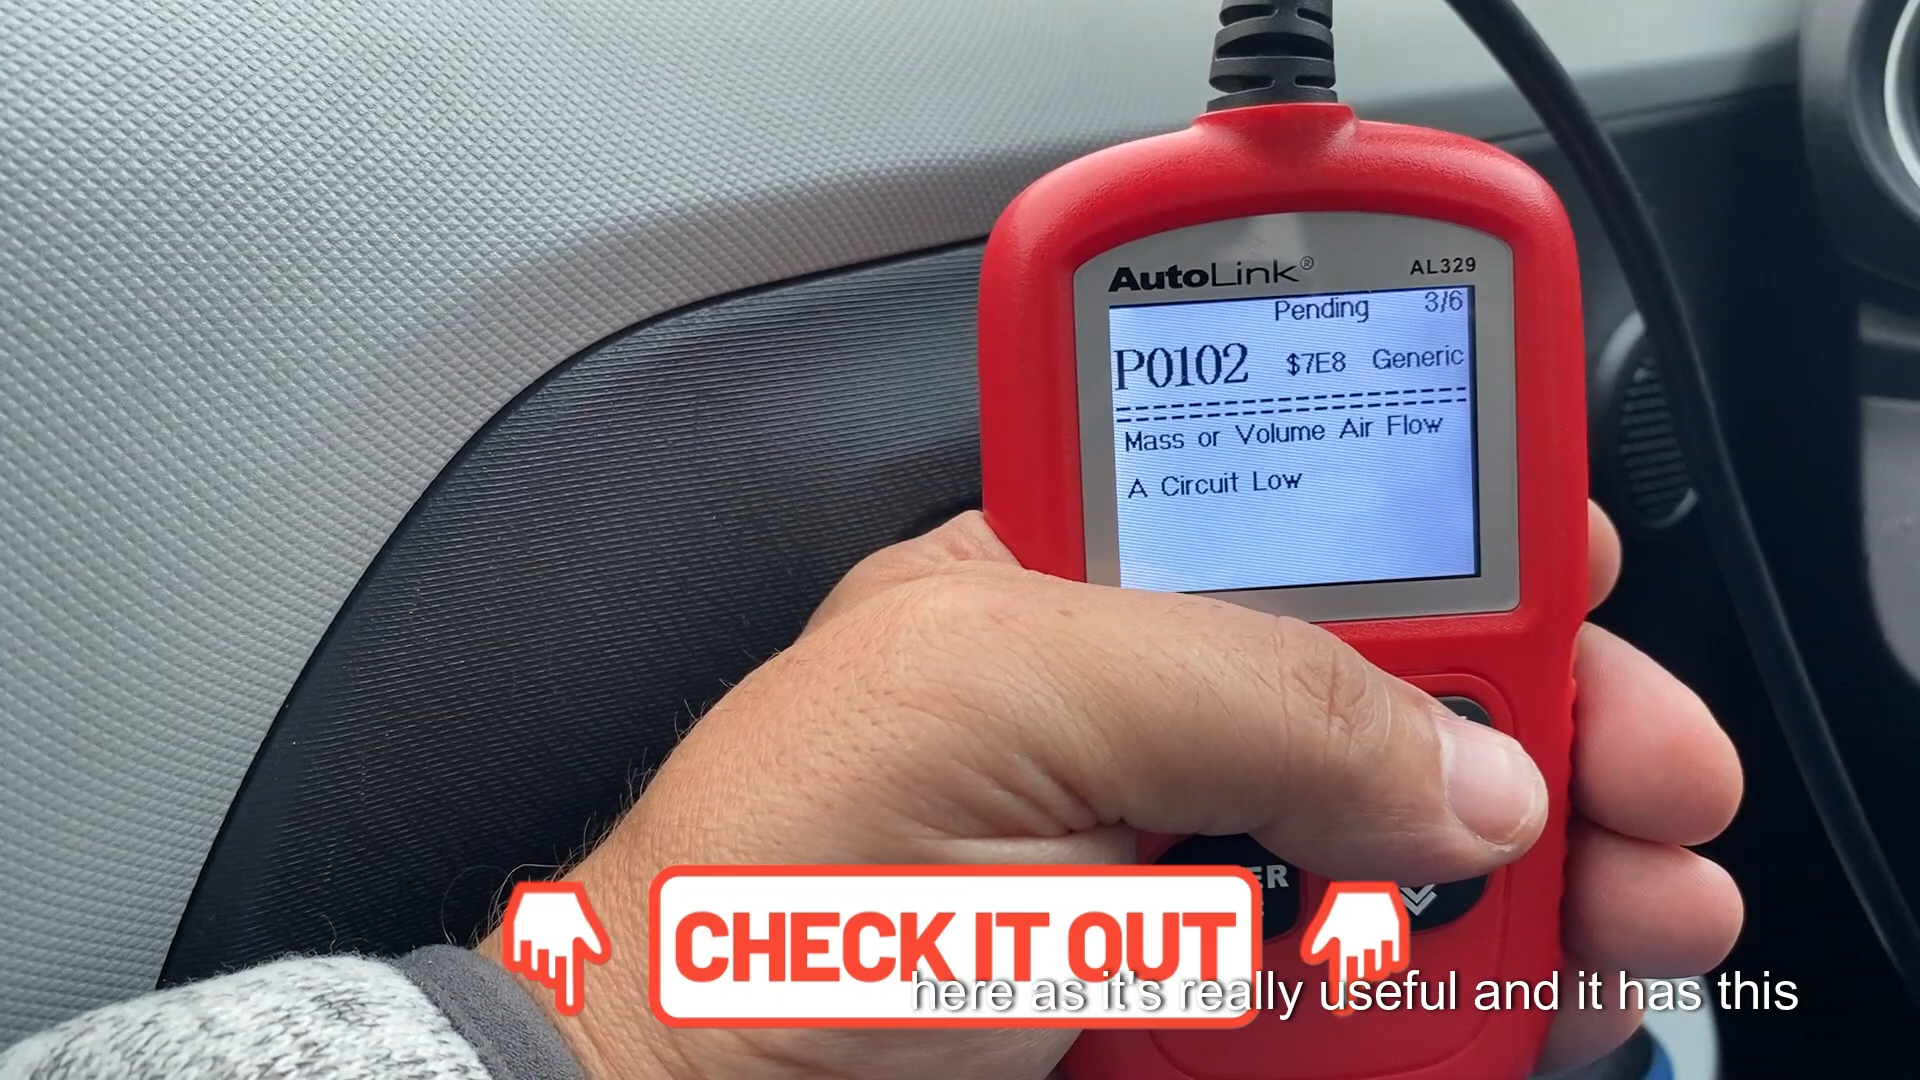 AutoLink® AL329
Pending 3/6
P0102 $7E8 Generic
Mass or Volume Air Flow
A Circuit Low
ER
CHECK IT OUT
here as it's really useful and it has this